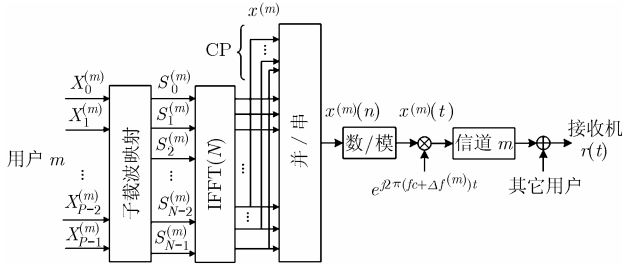 x^{(m)}
CP
X_0^{(m)}
X_1^{(m)}
用户 m
⋮
X_{P-2}^{(m)}
X_{P-1}^{(m)}
子载波映射
S_0^{(m)}
S_1^{(m)}
S_2^{(m)}
⋮
S_{N-2}^{(m)}
S_{N-1}^{(m)}
IFFT(N)
⋮
⋮
并/串
x^{(m)}(n)
数/模
x^{(m)}(t)
e^{j2π(fc+Δf^{(m)})t}
信道 m
其它用户
接收机
r(t)